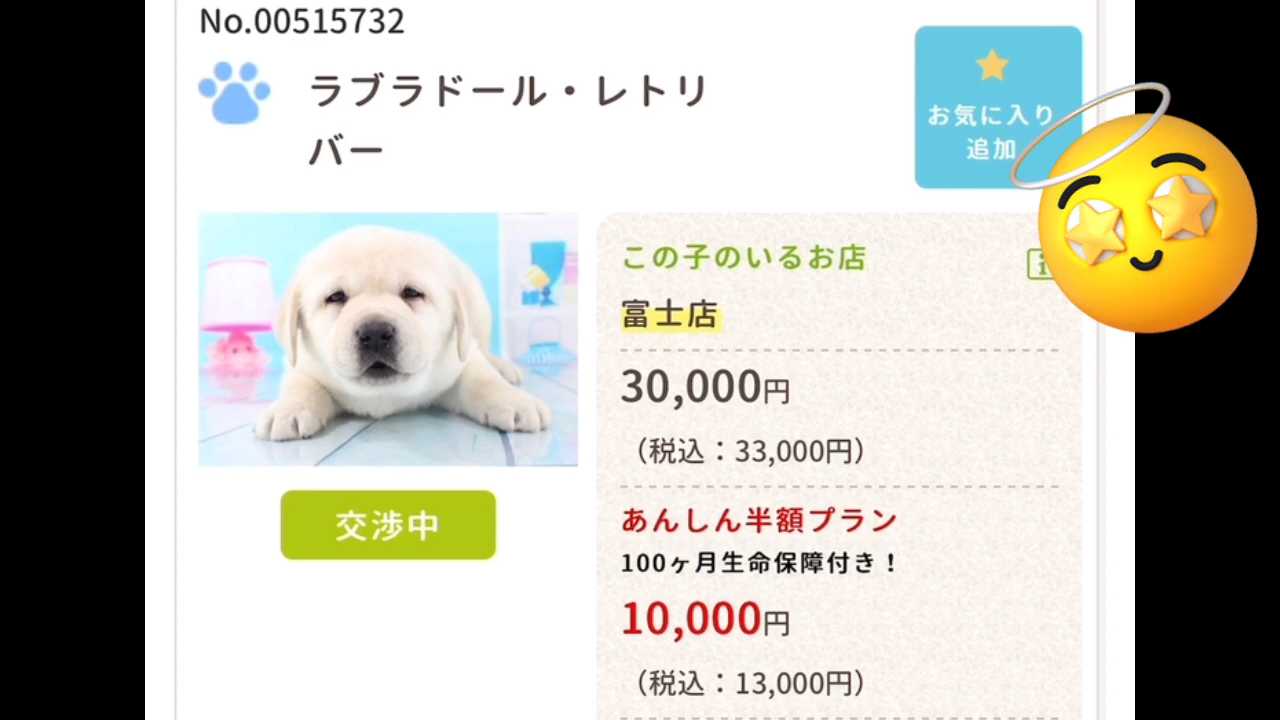 No.00515732
ラブラドール・レトリ
バー
お気に入り
追加
この子のいるお店
富士店
30,000円
（税込：33,000円）
交渉中
あんしん半額プラン
100ヶ月生命保障付き！
10,000円
（税込：13,000円）